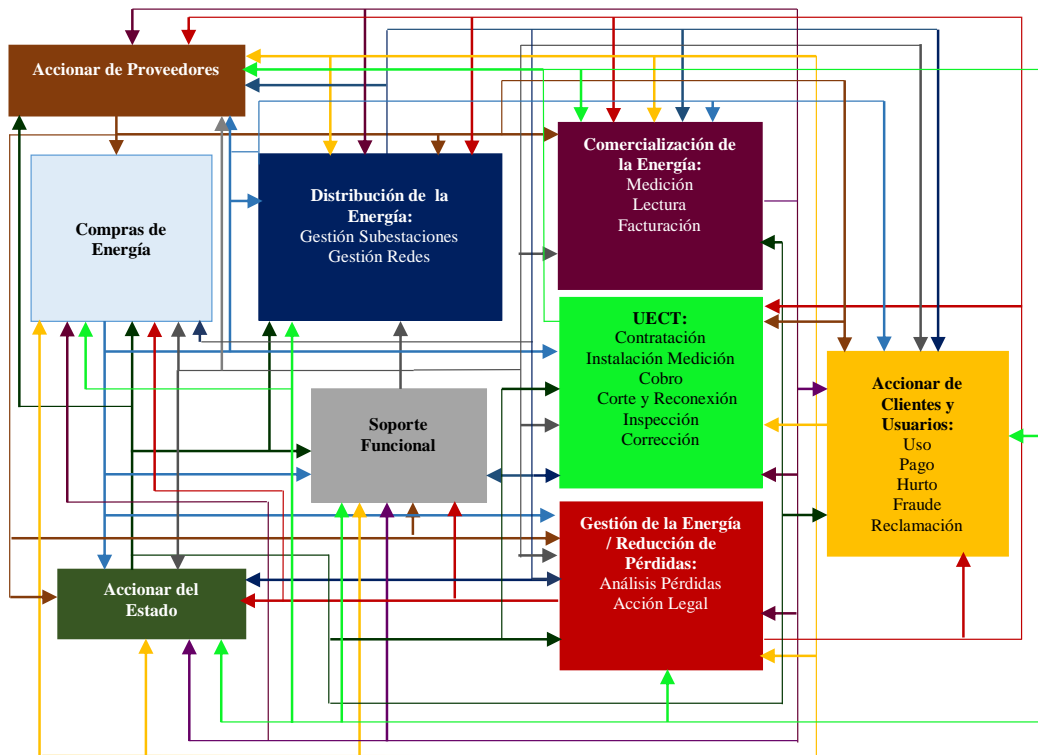 Accionar de Proveedores
Compras de
Energía
Distribución de la
Energía:
Gestión Subestaciones
Gestión Redes
Comercialización de
la Energía:
Medición
Lectura
Facturación
UECT:
Contratación
Instalación Medición
Cobro
Corte y Reconexión
Inspección
Corrección
Accionar de
Clientes y
Usuarios:
Uso
Pago
Hurto
Fraude
Reclamación
Soporte
Funcional
Gestión de la Energía
/ Reducción de
Pérdidas:
Análisis Pérdidas
Acción Legal
Accionar del
Estado